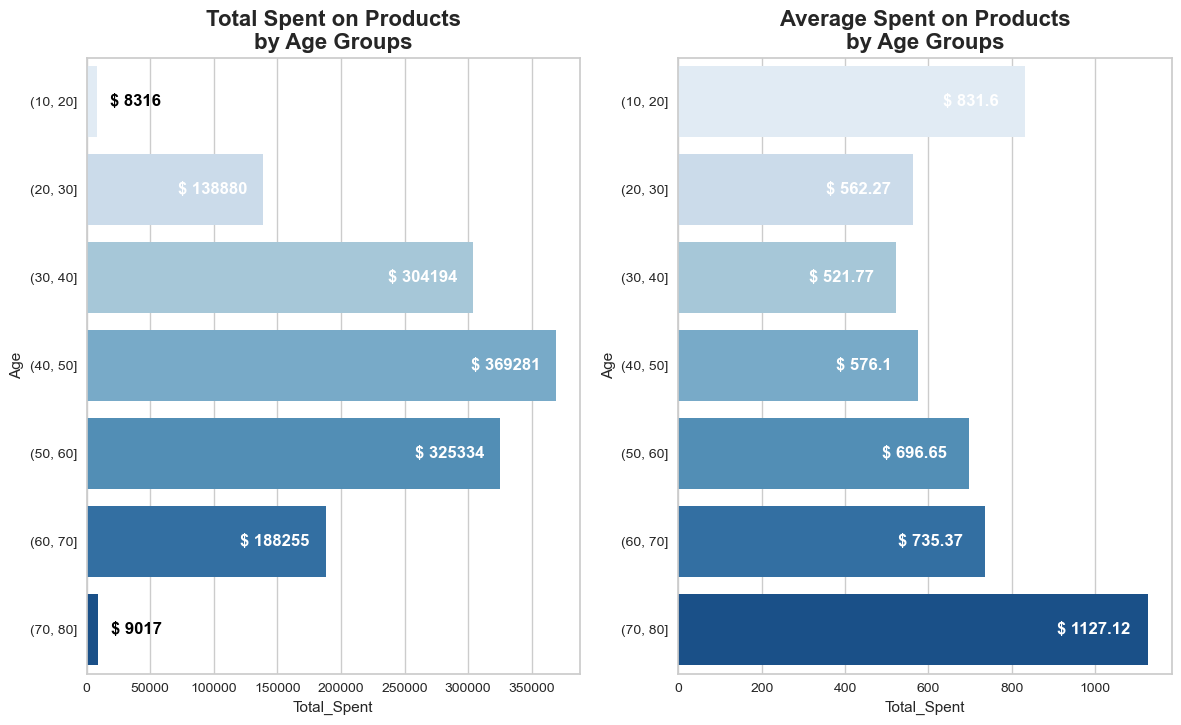 Total Spent on Products
by Age Groups
(10, 20]
$ 8316
(20, 30]
$ 138880
(30, 40]
$ 304194
(40, 50]
$ 369281
(50, 60]
$ 325334
(60, 70]
$ 188255
(70, 80]
$ 9017
Age
0 50000 100000 150000 200000 250000 300000 350000
Total_Spent
Average Spent on Products
by Age Groups
(10, 20]
$ 831.6
(20, 30]
$ 562.27
(30, 40]
$ 521.77
(40, 50]
$ 576.1
(50, 60]
$ 696.65
(60, 70]
$ 735.37
(70, 80]
$ 1127.12
Age
0 200 400 600 800 1000
Total_Spent